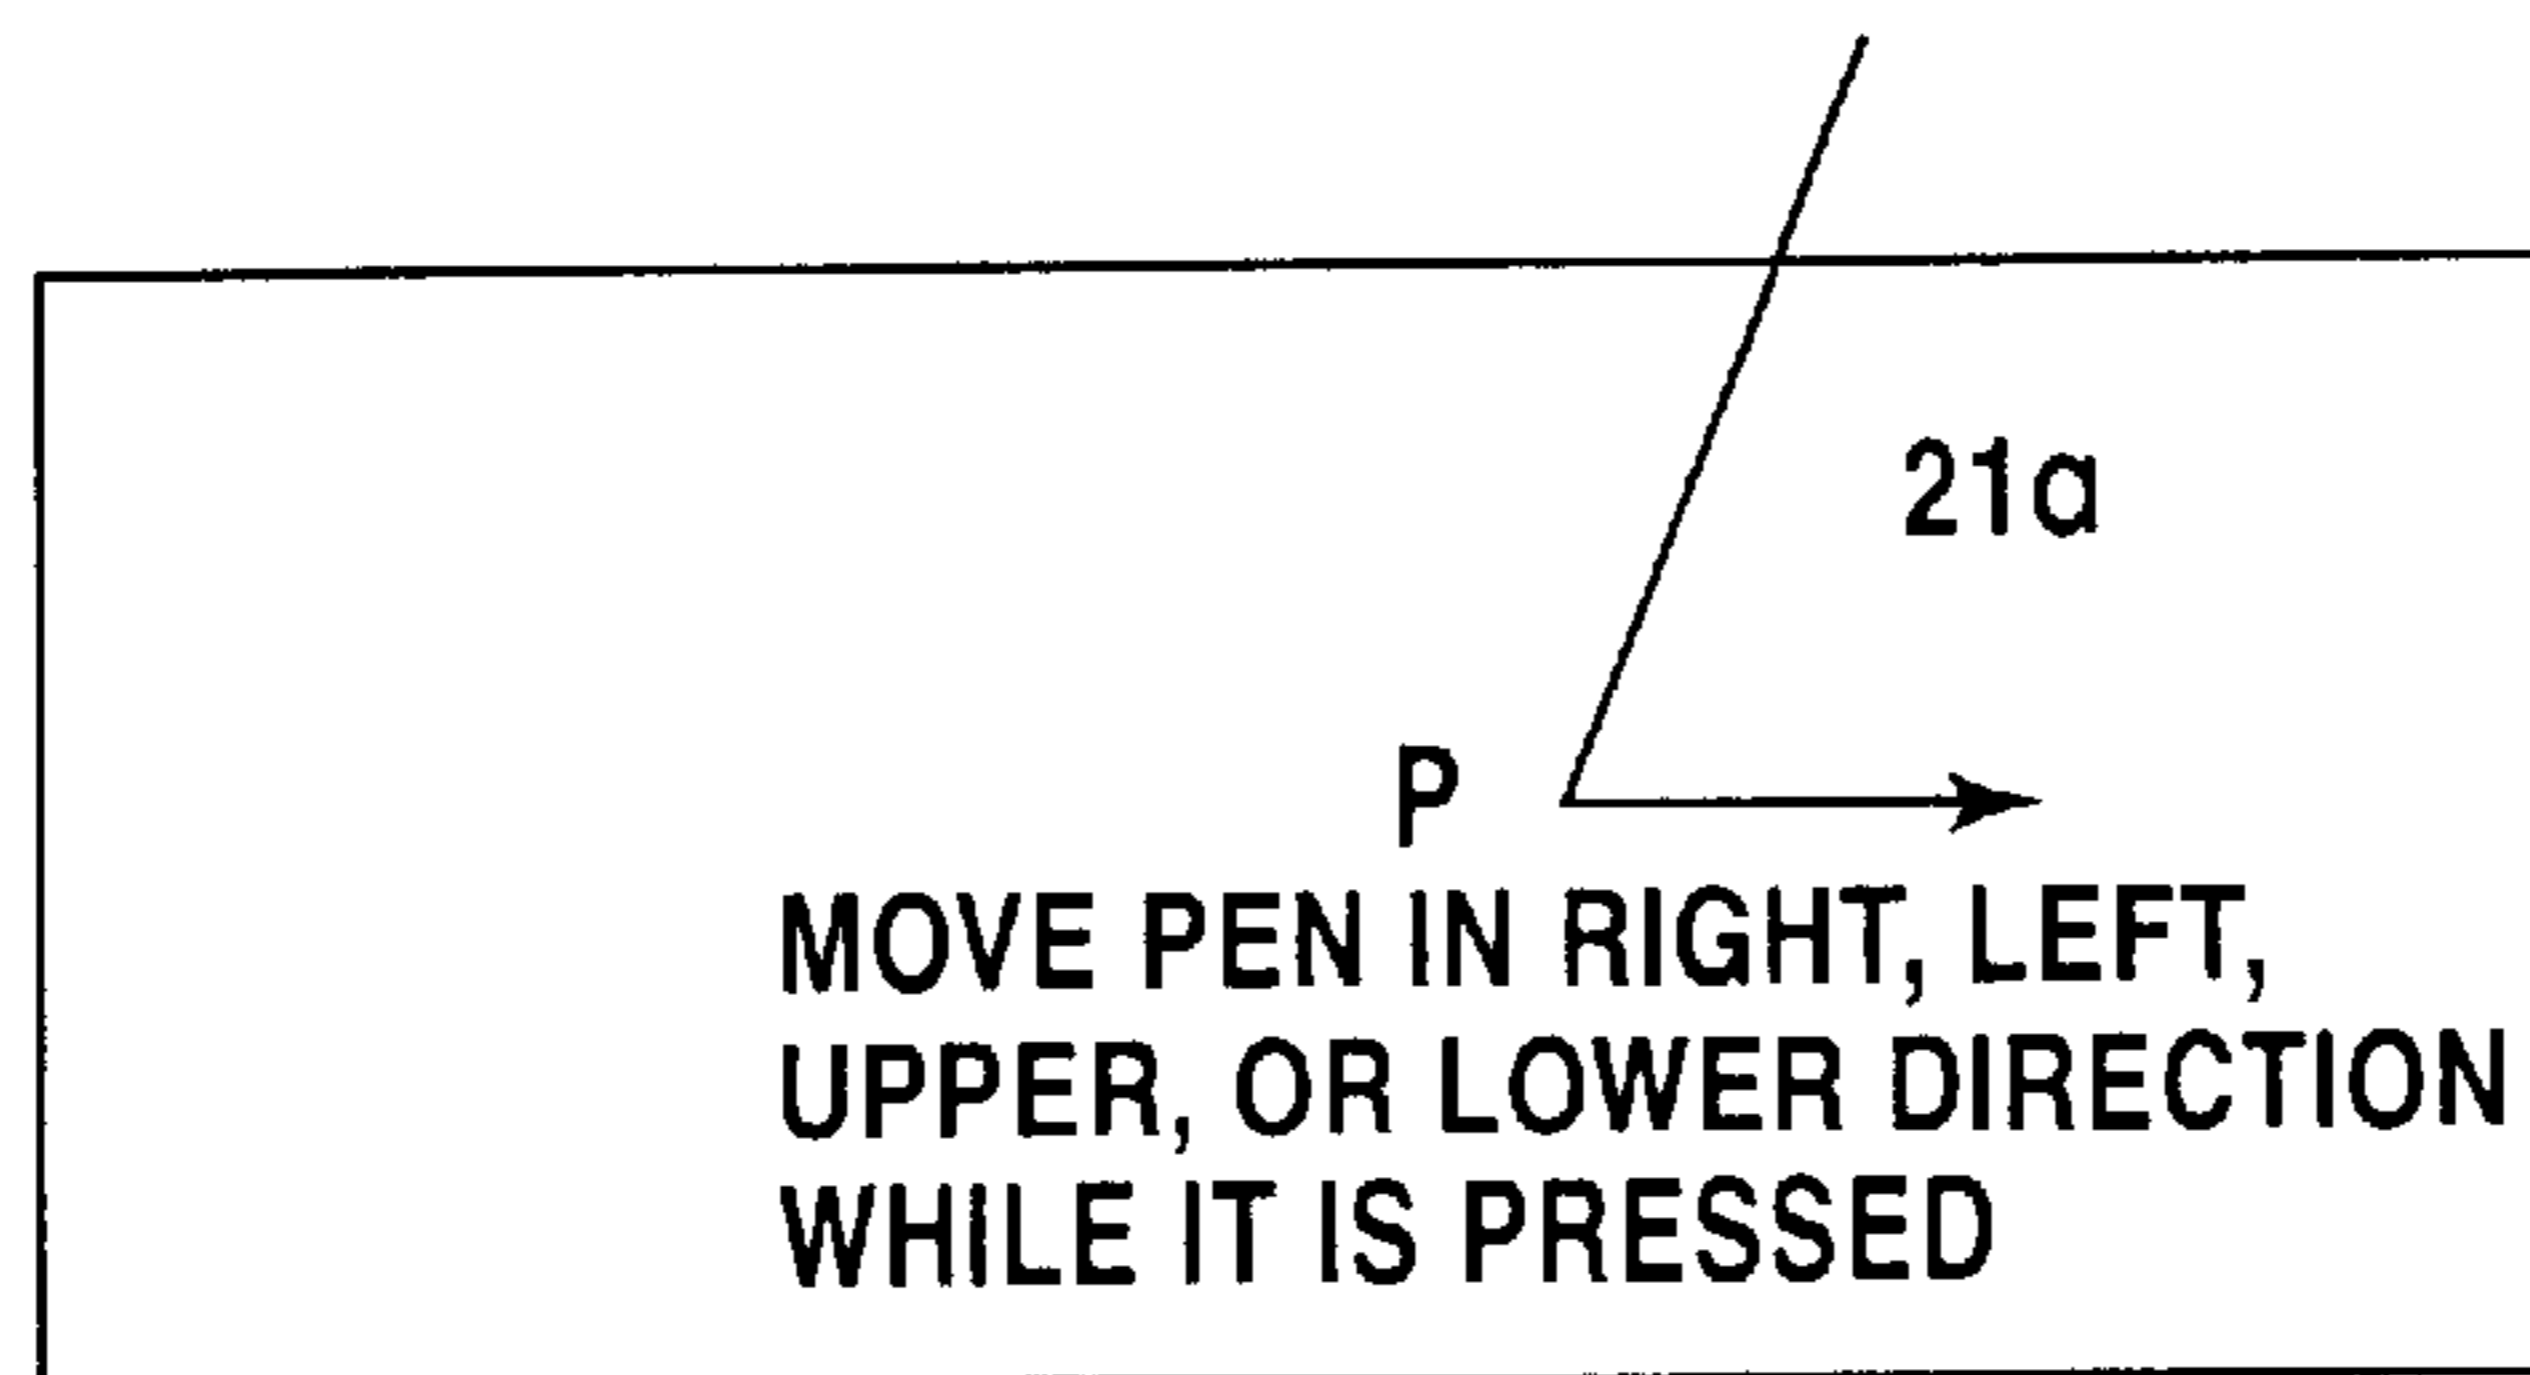 21a
P
MOVE PEN IN RIGHT, LEFT,
UPPER, OR LOWER DIRECTION
WHILE IT IS PRESSED